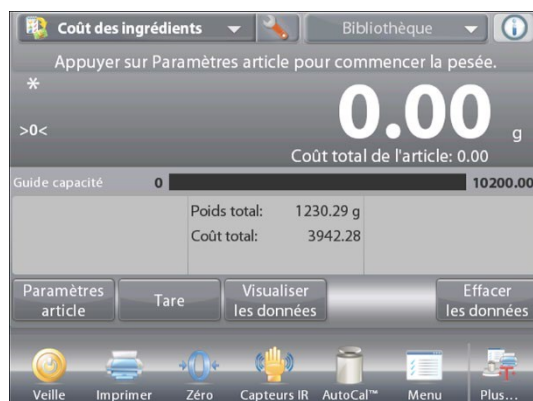 Coût des ingrédients Bibliothèque
Appuyer sur Paramètres article pour commencer la pesée.
*
>0<
0.00 g
Coût total de l'article: 0.00
Guide capacité 0 10200.00
Poids total: 1230.29 g
Coût total: 3942.28
Paramètres article
Tare
Visualiser les données
Effacer les données
Veille Imprimer Zéro Capteurs IR AutoCal™ Menu Plus...